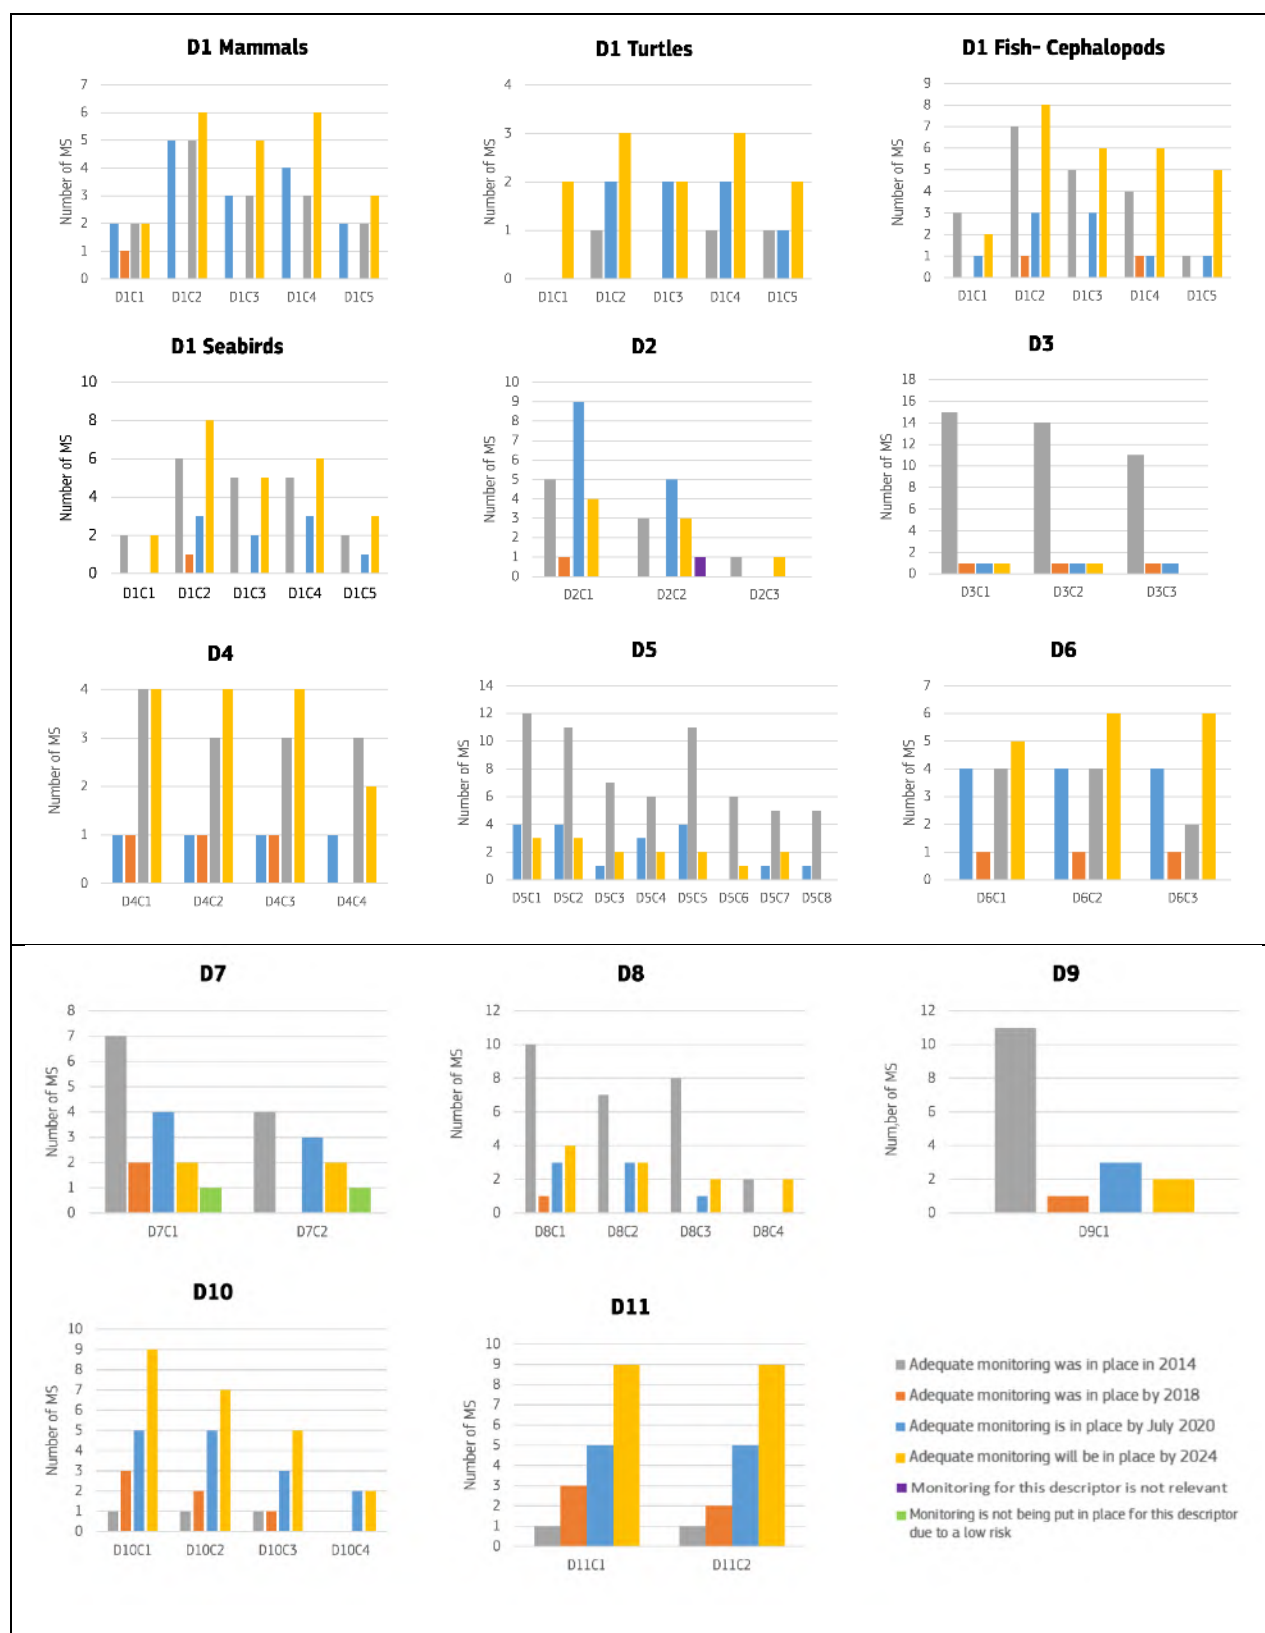 D1 Mammals
7
6
5
4
3
2
1
0
Number of MS
D1C1 D1C2 D1C3 D1C4 D1C5
D1 Turtles
4
3
2
1
0
Number of MS
D1C1 D1C2 D1C3 D1C4 D1C5
D1 Fish- Cephalopods
9
8
7
6
5
4
3
2
1
0
Number of MS
D1C1 D1C2 D1C3 D1C4 D1C5
D1 Seabirds
10
8
6
4
2
0
Number of MS
D1C1 D1C2 D1C3 D1C4 D1C5
D2
10
9
8
7
6
5
4
3
2
1
0
Number of MS
D2C1 D2C2 D2C3
D3
18
16
14
12
10
8
6
4
2
0
Number of MS
D3C1 D3C2 D3C3
D4
4
3
2
1
0
Number of MS
D4C1 D4C2 D4C3 D4C4
D5
14
12
10
8
6
4
2
0
Number of MS
D5C1 D5C2 D5C3 D5C4 D5C5 D5C6 D5C7 D5C8
D6
7
6
5
4
3
2
1
0
Number of MS
D6C1 D6C2 D6C3
D7
8
7
6
5
4
3
2
1
0
Number of MS
D7C1 D7C2
D8
12
10
8
6
4
2
0
Number of MS
D8C1 D8C2 D8C3 D8C4
D9
12
10
8
6
4
2
0
Num,ber of MS
D9C1
D10
10
9
8
7
6
5
4
3
2
1
0
Number of MS
D10C1 D10C2 D10C3 D10C4
D11
10
9
8
7
6
5
4
3
2
1
0
Number of MS
D11C1 D11C2
Adequate monitoring was in place in 2014
Adequate monitoring was in place by 2018
Adequate monitoring is in place by July 2020
Adequate monitoring will be in place by 2024
Monitoring for this descriptor is not relevant
Monitoring is not being put in place for this descriptor
due to a low risk